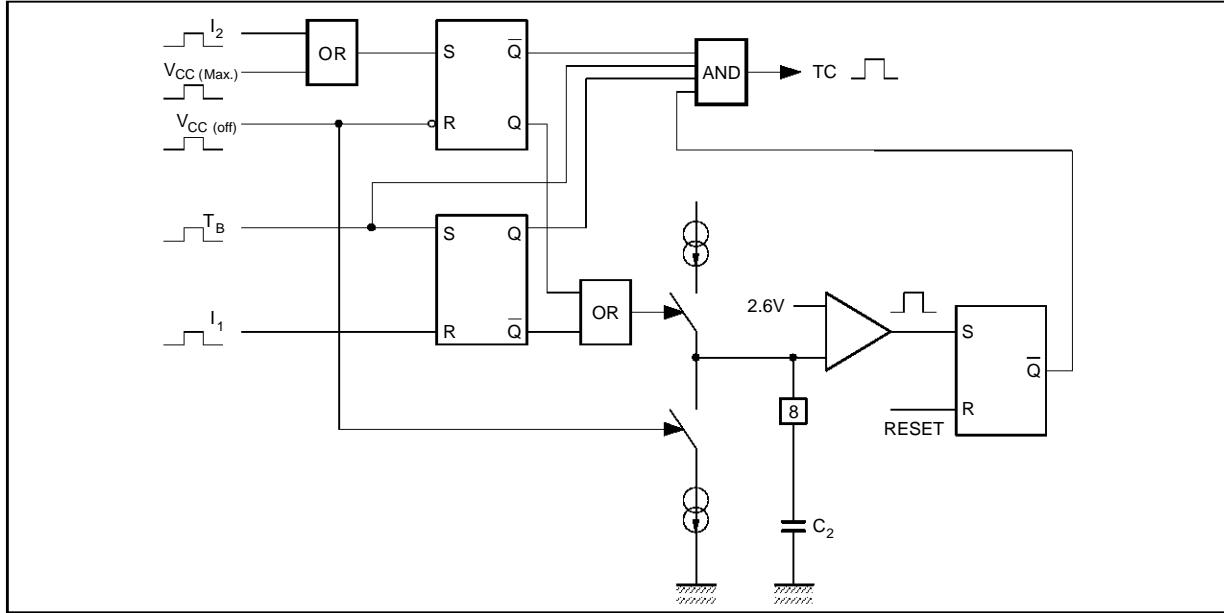 I2
OR
S
Q
AND
TC
VCC (Max.)
VCC (off)
R
Q
TB
S
Q
I1
R
Q
OR
2.6V
S
Q
8
R
RESET
C2